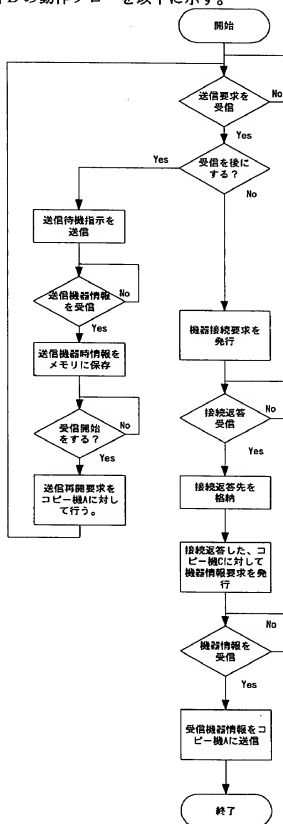 の動作フローを以下に示す。
開始
送信要求を
受信
No
Yes
受信を後に
する？
Yes
No
送信待機指示を
送信
送信機器情報
を受信
No
Yes
送信機器時情報を
メモリに保存
受信開始
をする？
No
Yes
送信再開要求を
コピー機Aに対し
て行う。
機器接続要求を
発行
接続返答
受信
No
Yes
接続返答先を
格納
接続返答した、コ
ピー機Cに対して
機器情報要求を発
行
No
機器情報を
受信
Yes
受信機器情報をコ
ピー機Aに送信
終了